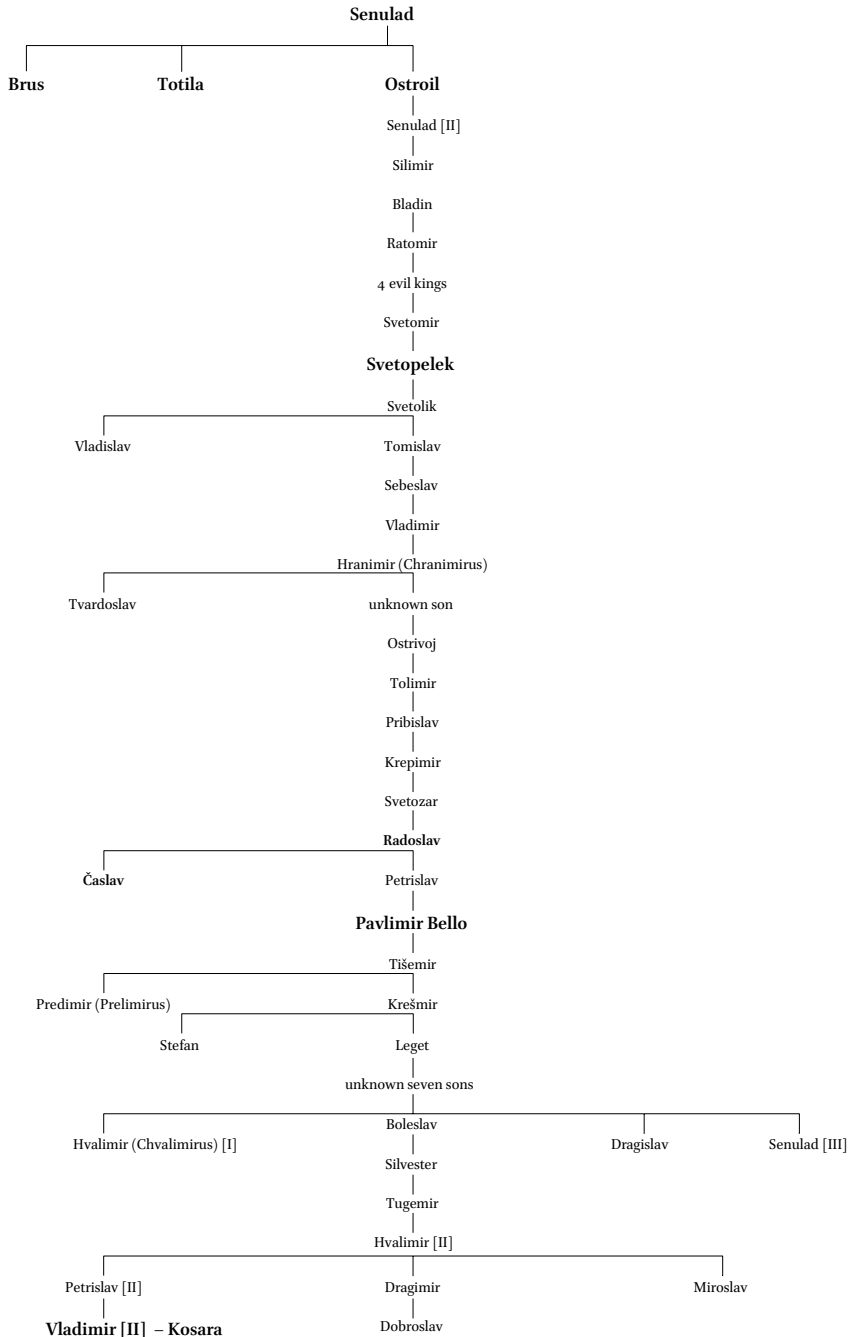 Senulad
Brus Totila Ostroil
Senulad [II]
Silimir
Bladin
Ratomir
4 evil kings
Svetomir
Svetopelek
Svetolik
Vladislav Tomislav
Sebeslav
Vladimir
Hranimir (Chranimirus)
Tvardoslav unknown son
Ostrivoj
Tolimir
Pribislav
Krepimir
Svetozar
Radoslav
Časlav Petrislav
Pavlimir Bello
Tišemir
Predimir (Prelimirus) Krešmir
Stefan Leget
unknown seven sons
Hvalimir (Chvalimirus) [I] Boleslav Dragislav Senulad [III]
Silvester
Tugemir
Hvalimir [II]
Petrislav [II] Dragimir Miroslav
Vladimir [II] – Kosara Dobroslav